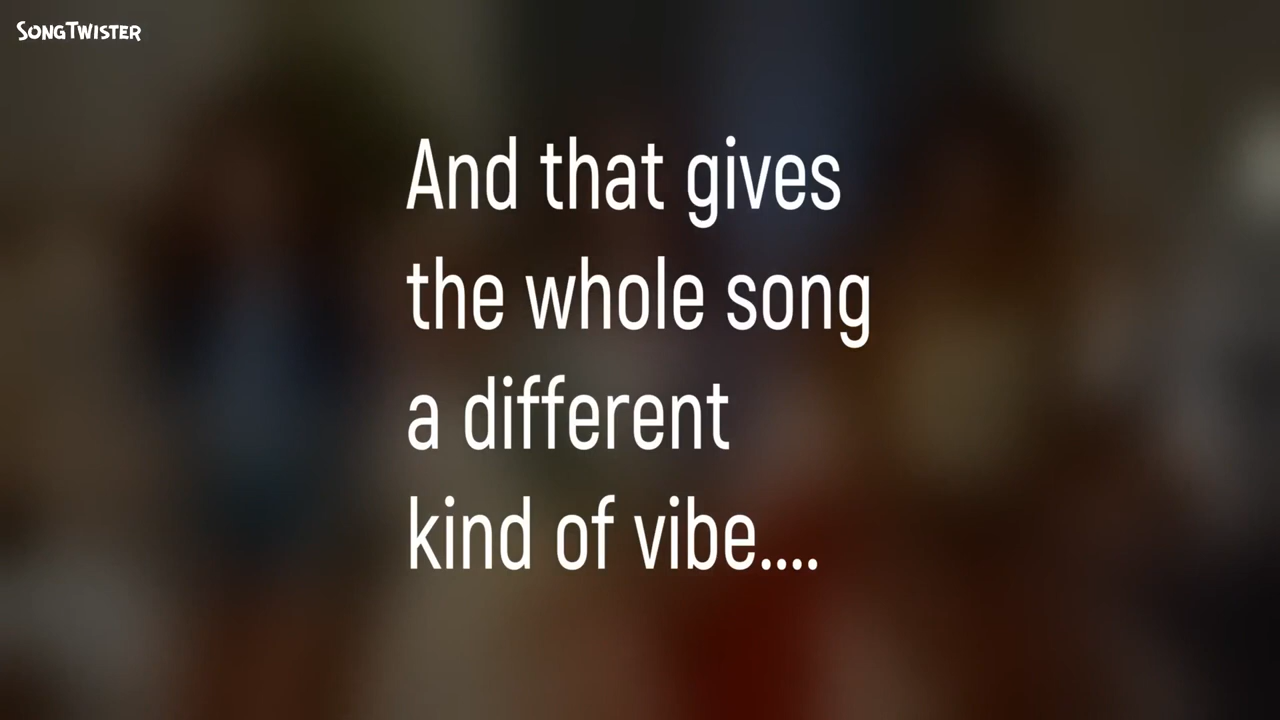 SongTwister
And that gives
the whole song
a different
kind of vibe....